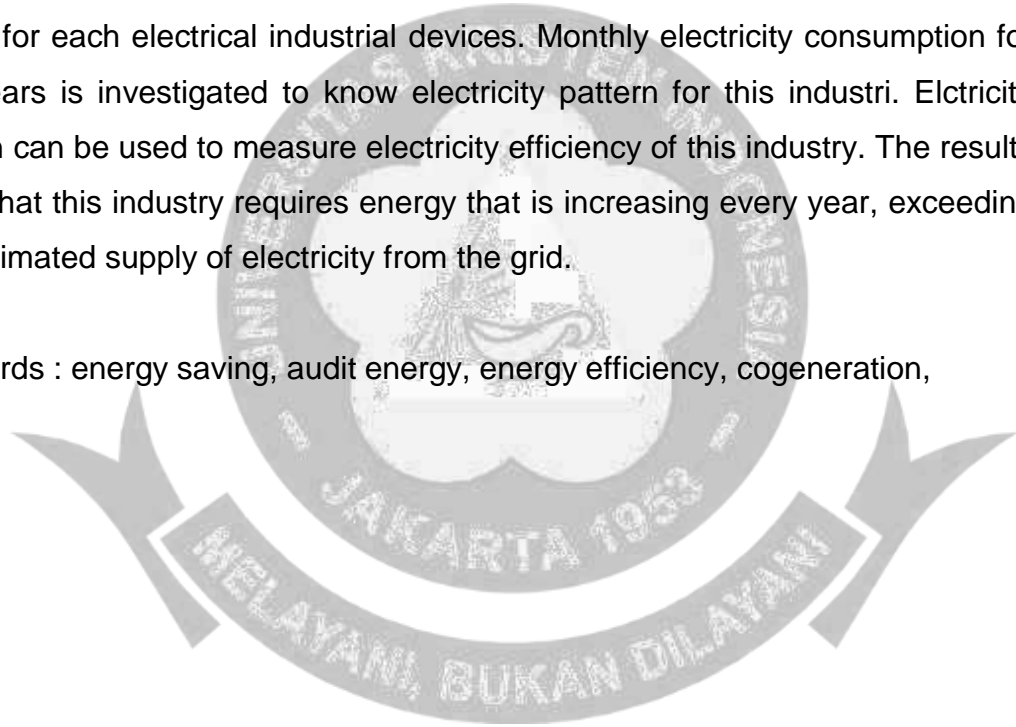 for each electrical industrial devices. Monthly electricity consumption fo
ars is investigated to know electricity pattern for this industri. Elctricit
can be used to measure electricity efficiency of this industry. The result
hat this industry requires energy that is increasing every year, exceedin
imated supply of electricity from the grid.
rds : energy saving, audit energy, energy efficiency, cogeneration,
UNIVERSITAS KRISTEN INDONESIA
- JAKARTA 1953 -
MELAYANI, BUKAN DILAYANI